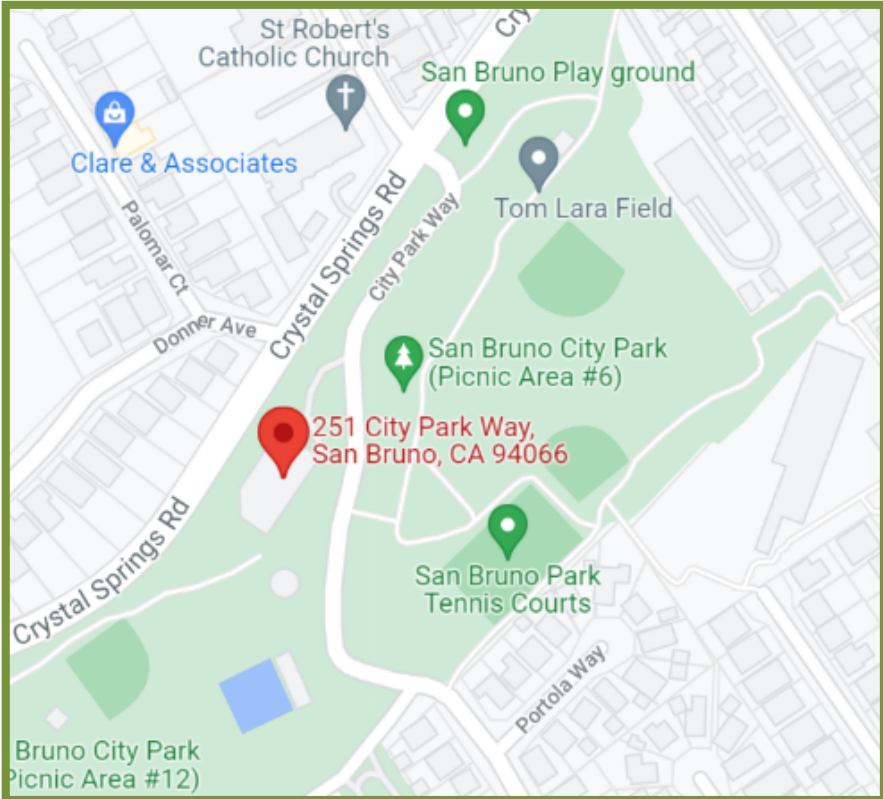 Cry
St Robert's
Catholic Church
San Bruno Play ground
Clare & Associates
Tom Lara Field
Palomar Ct
Crystal Springs Rd
City Park Way
Donner Ave
San Bruno City Park
(Picnic Area #6)
251 City Park Way,
San Bruno, CA 94066
Crystal Springs Rd
San Bruno Park
Tennis Courts
Portola Way
Bruno City Park
Picnic Area #12)